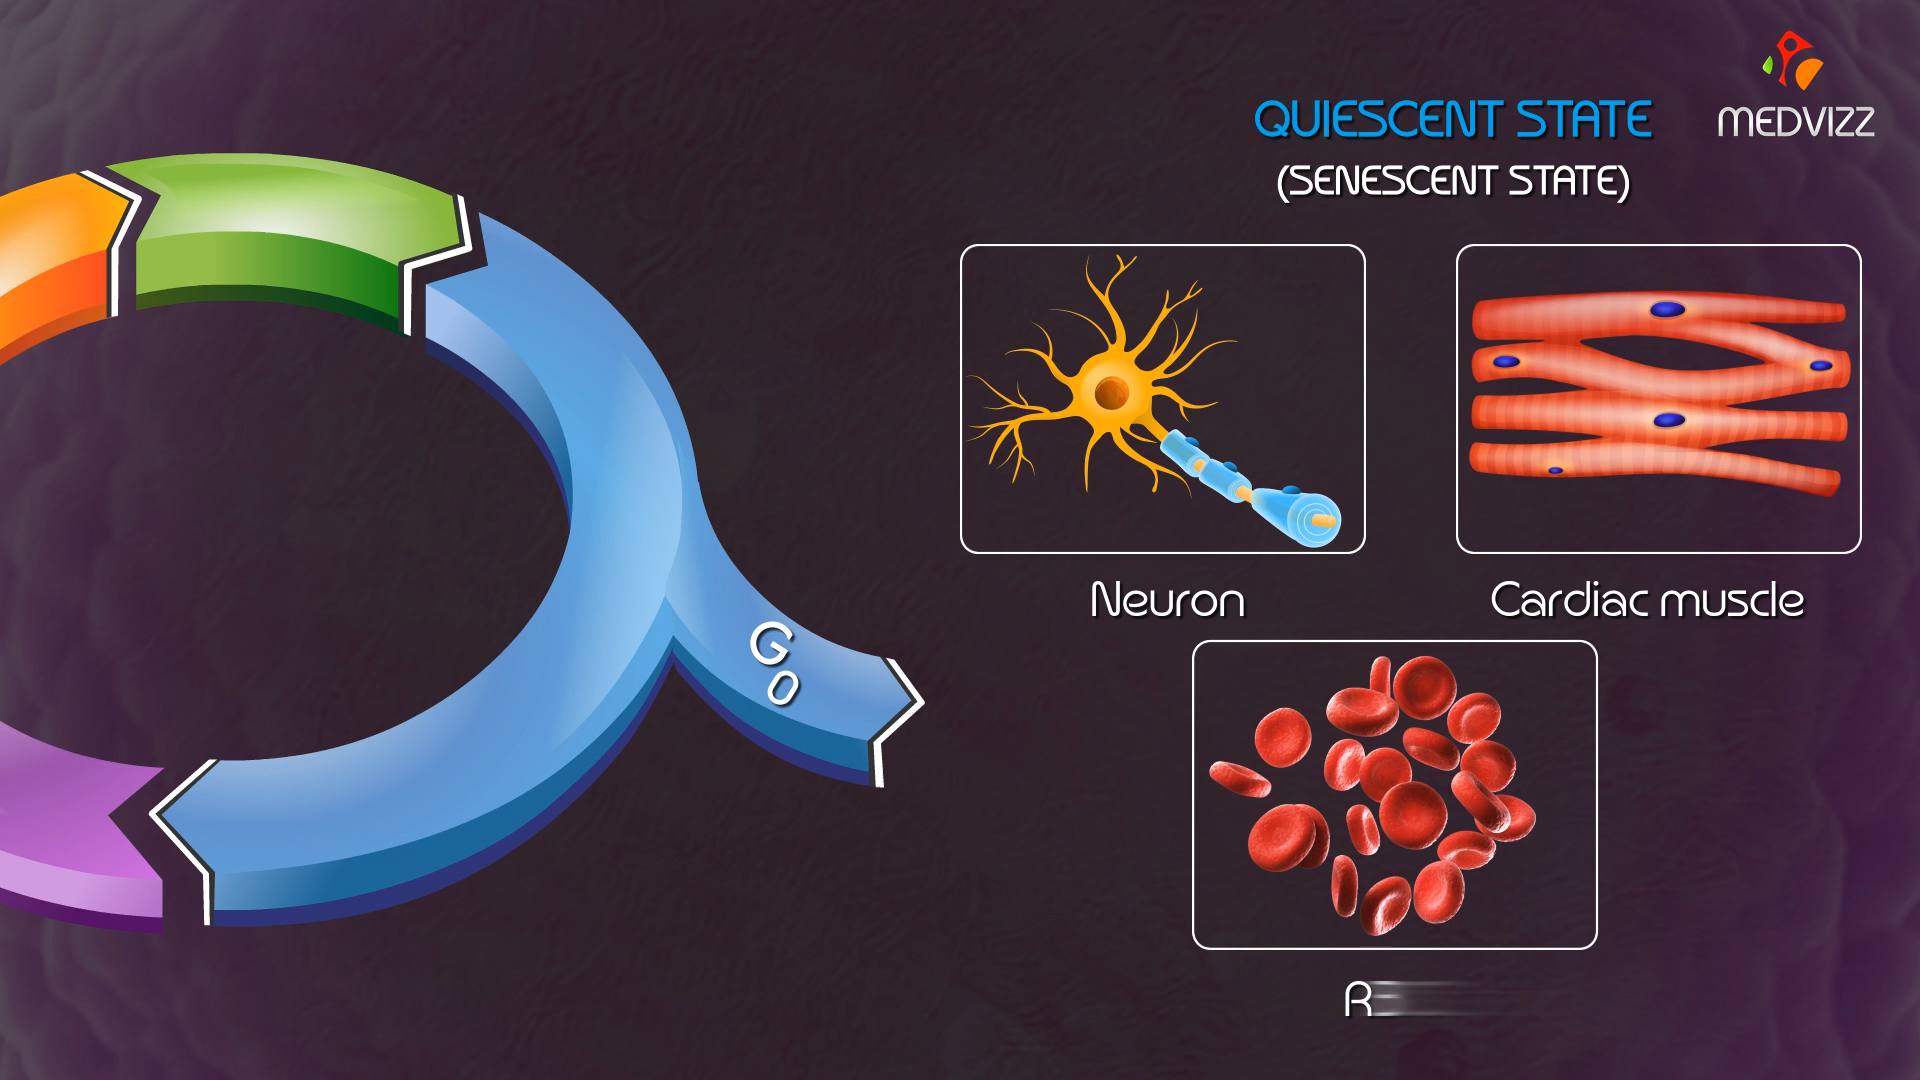 MEDVIZZ
QUIESCENT STATE
(SENESCENT STATE)
Neuron
Cardiac muscle
G0
R